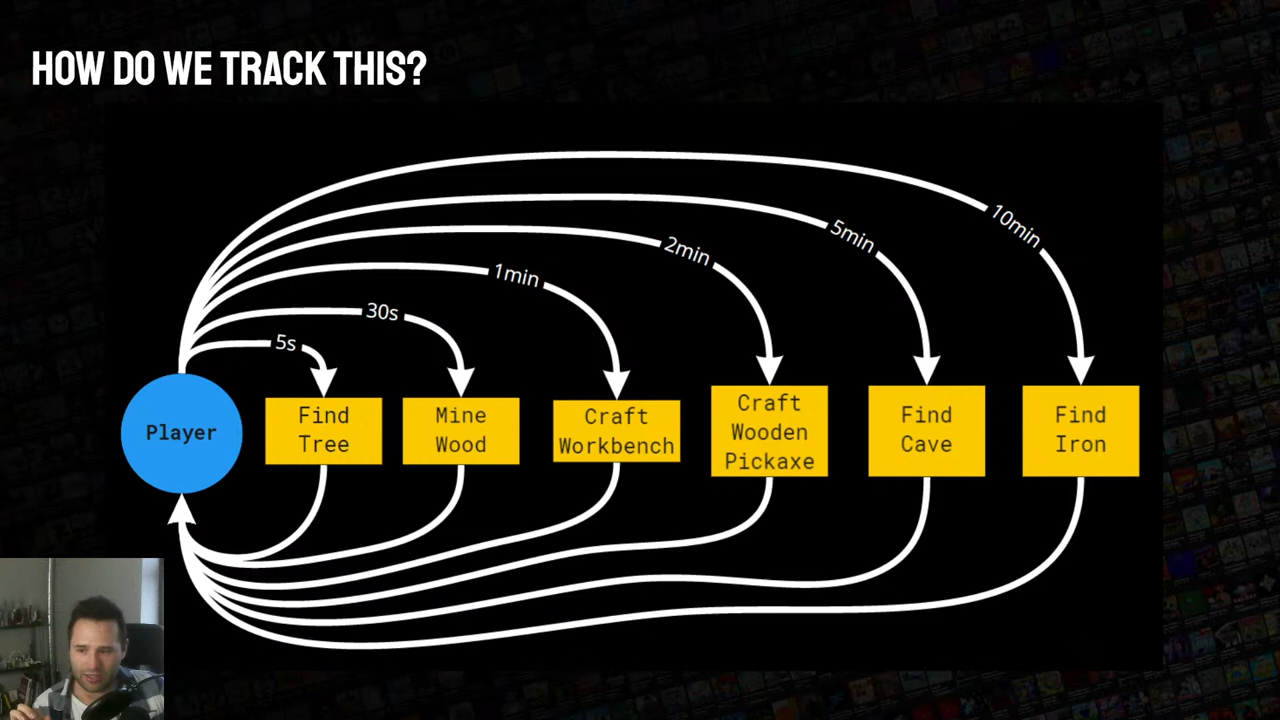 HOW DO WE TRACK THIS?
10min
5min
2min
1min
30s
5s
Player
Find
Tree
Mine
Wood
Craft
Workbench
Craft
Wooden
Pickaxe
Find
Cave
Find
Iron